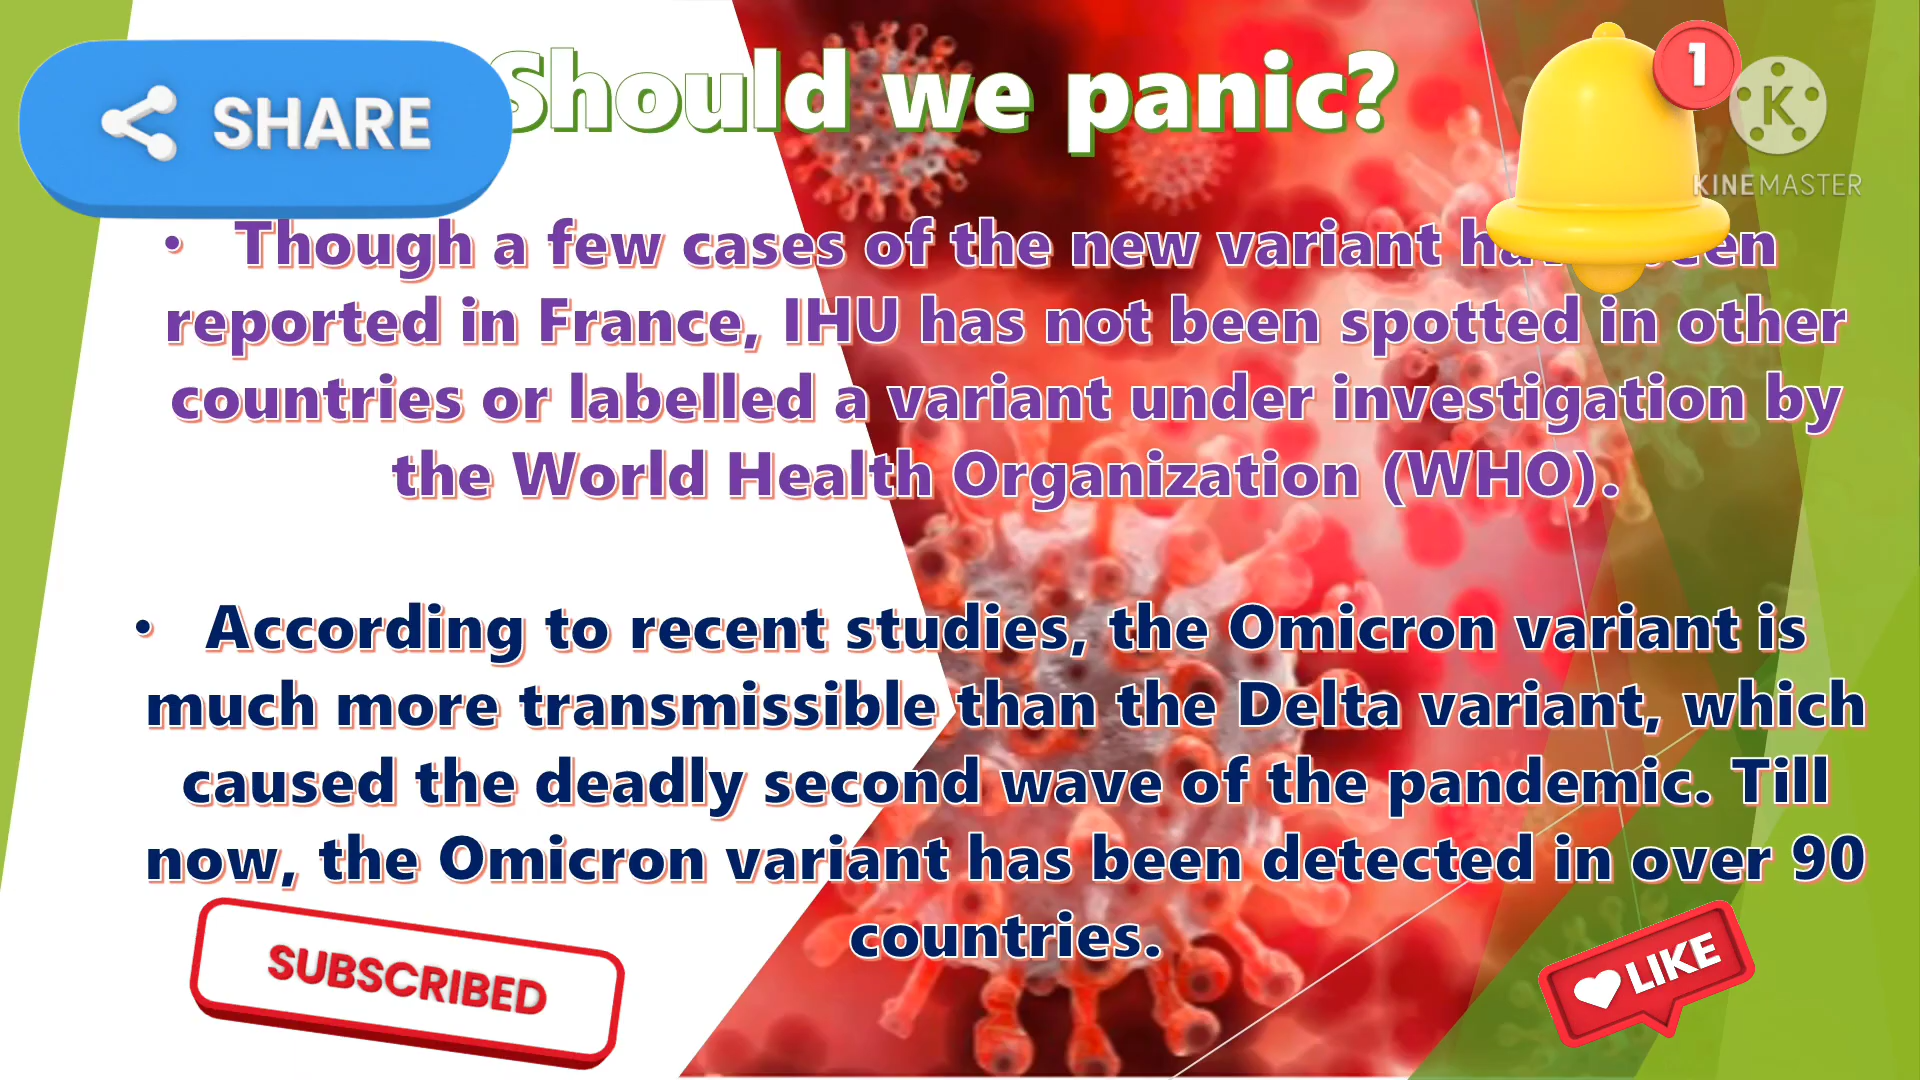 SHARE
Should we panic?
1
K
KINEMASTER
• Though a few cases of the new variant
reported in France, IHU has not been spotted in other
countries or labelled a variant under investigation by
the World Health Organization (WHO).
• According to recent studies, the Omicron variant is
much more transmissible than the Delta variant, which
caused the deadly second wave of the pandemic. Till
now, the Omicron variant has been detected in over 90
countries.
SUBSCRIBED
LIKE